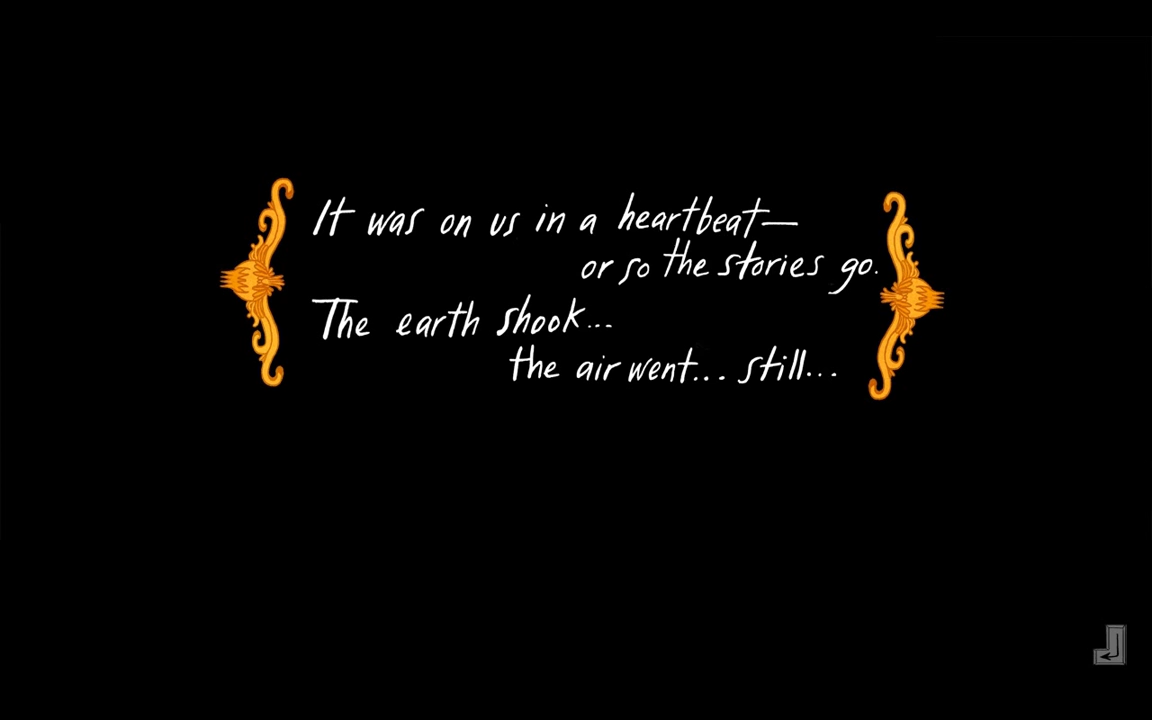 It was on us in a heartbeat—
or so the stories go.
The earth shook...
the air went... still...